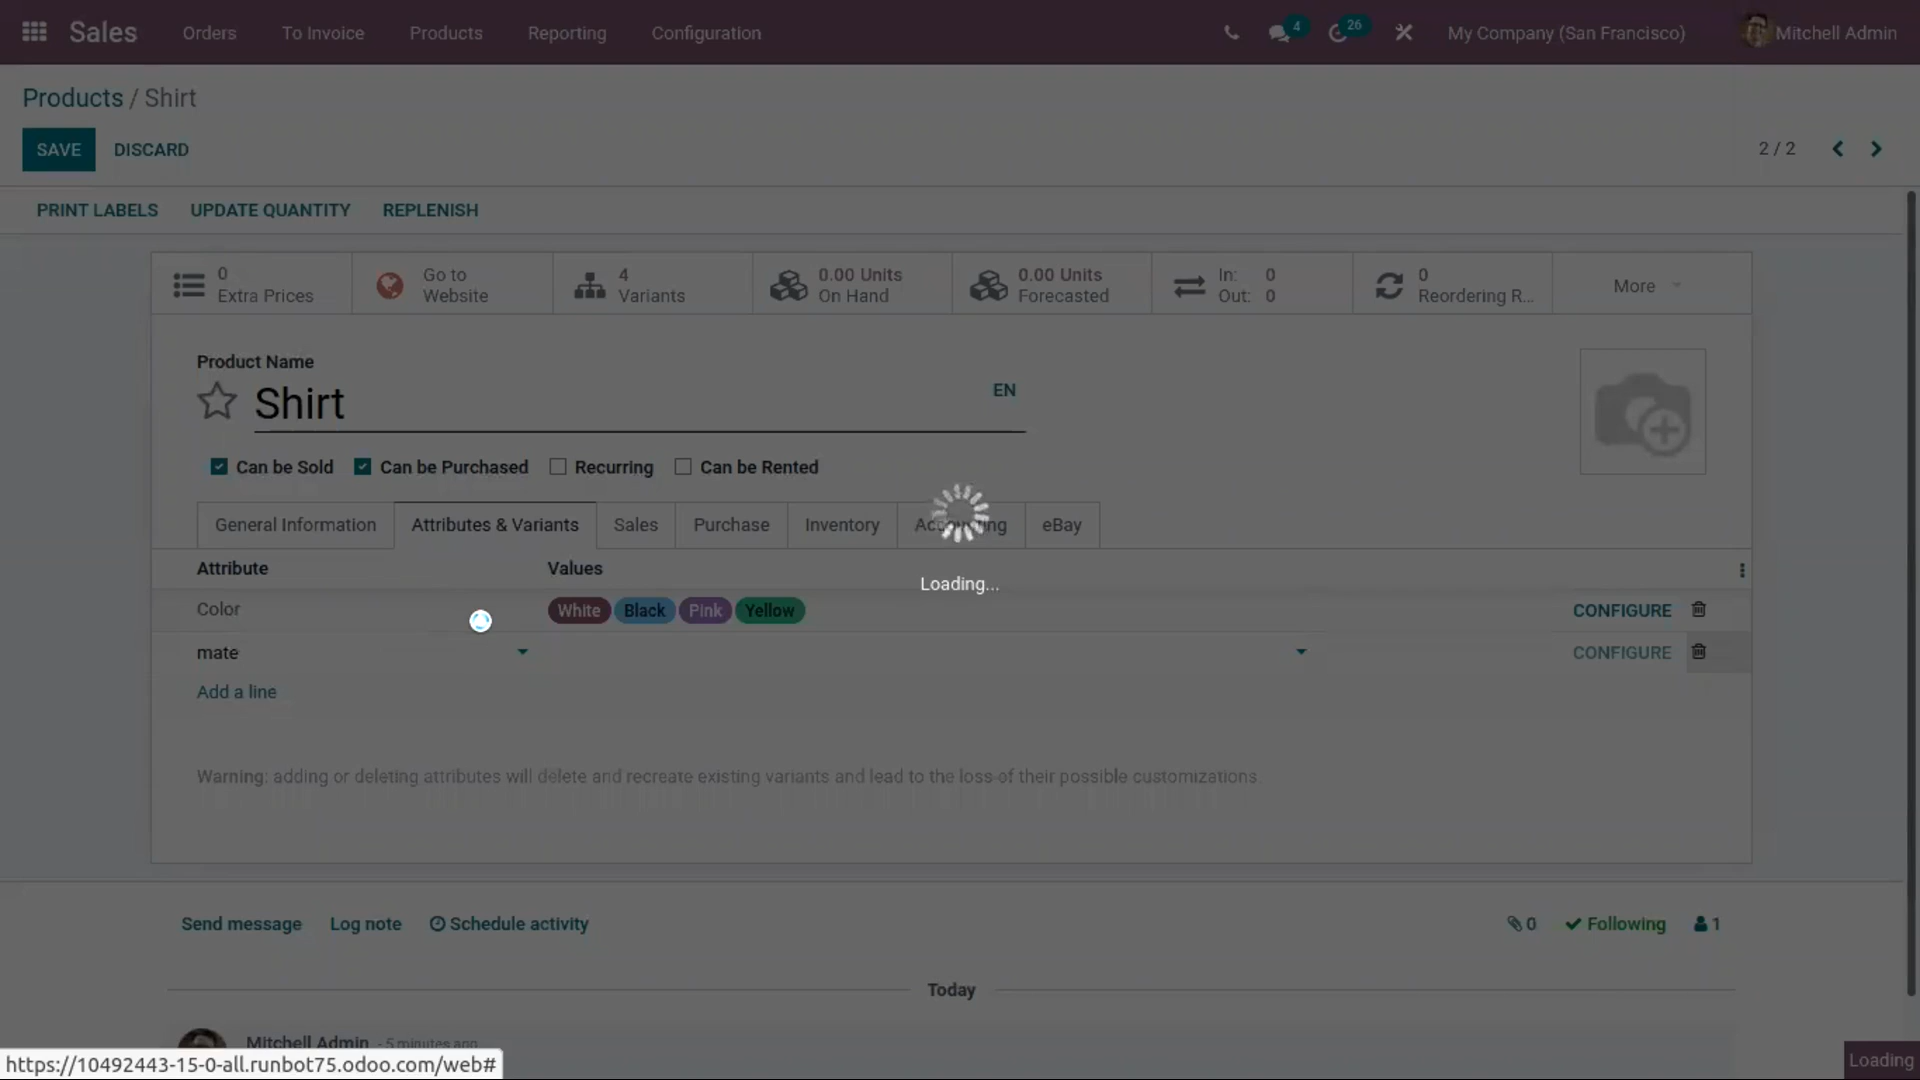 Sales Orders To Invoice Products Reporting Configuration 4 26 My Company (San Francisco) Mitchell Admin
Products / Shirt
SAVE DISCARD 2 / 2
PRINT LABELS UPDATE QUANTITY REPLENISH
0 Extra Prices
Go to Website
4 Variants
0.00 Units On Hand
0.00 Units Forecasted
In: 0
Out: 0
0 Reordering R...
More
Product Name
Shirt EN
Can be Sold Can be Purchased Recurring Can be Rented
General Information Attributes & Variants Sales Purchase Inventory Accounting eBay
Loading...
Attribute Values
Color White Black Pink Yellow CONFIGURE
mate CONFIGURE
Add a line
Warning: adding or deleting attributes will delete and recreate existing variants and lead to the loss of their possible customizations.
Send message Log note Schedule activity 0 Following 1
Today
Mitchell Admin - 5 minutes ago
https://10492443-15-0-all.runbot75.odoo.com/web#
Loading